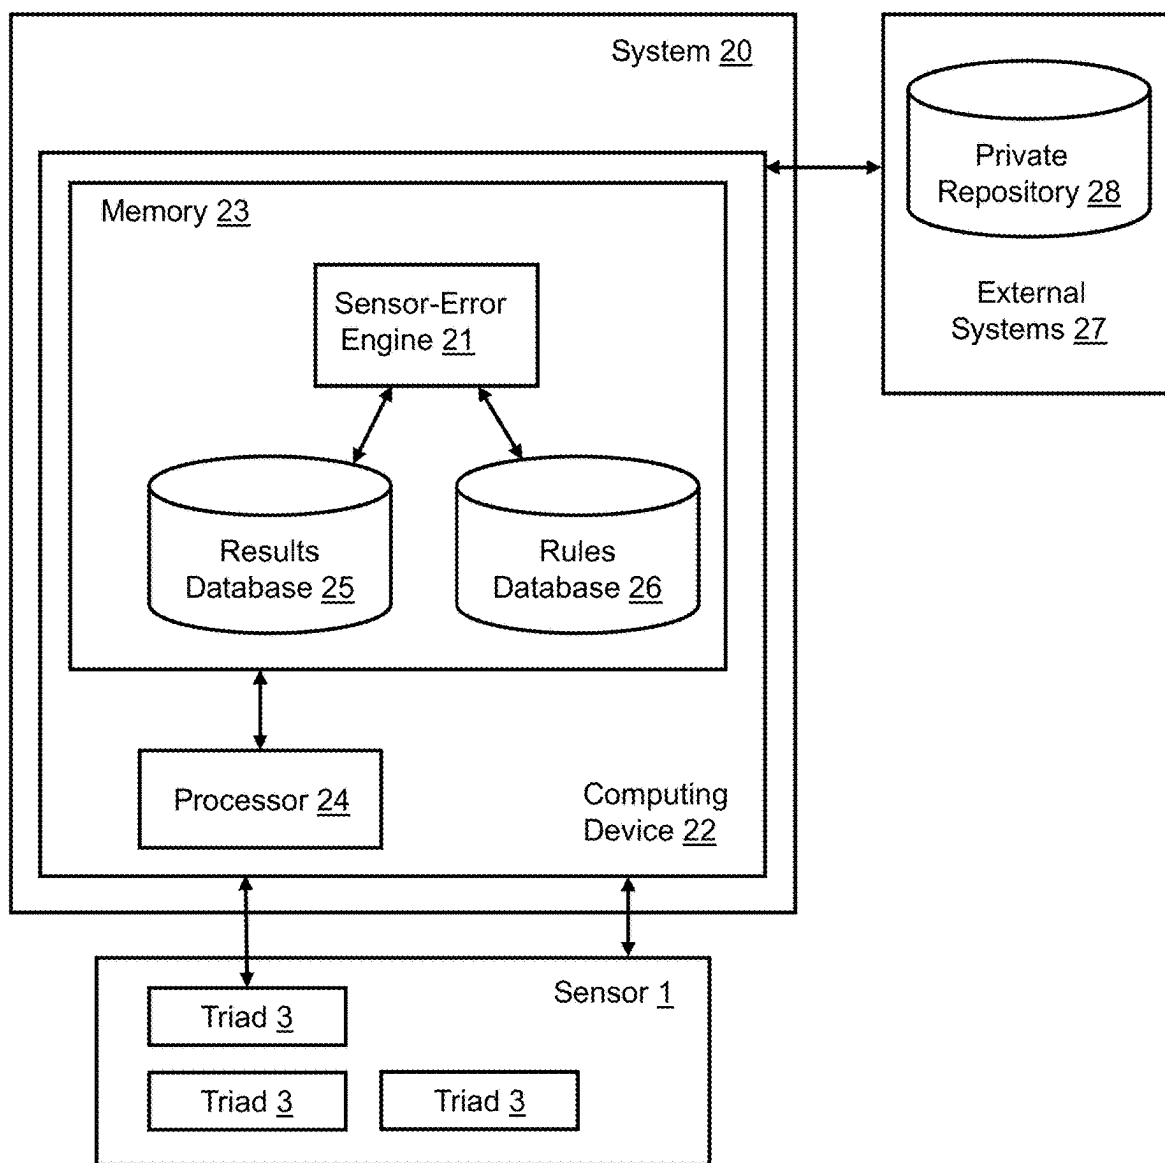 System 20
Private
Repository 28
External
Systems 27
Memory 23
Sensor-Error
Engine 21
Results
Database 25
Rules
Database 26
Processor 24
Computing
Device 22
Sensor 1
Triad 3
Triad 3
Triad 3